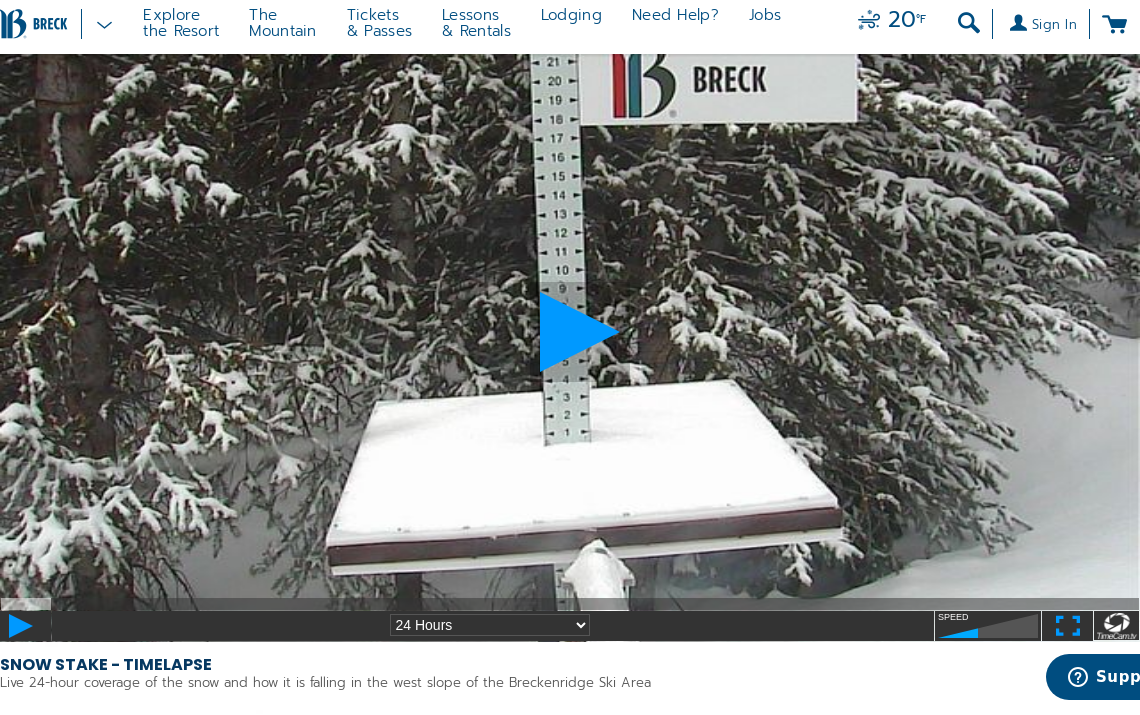 BRECK
Explore
the Resort
The
Mountain
Tickets
& Passes
Lessons
& Rentals
Lodging
Need Help?
Jobs
20°F
Sign In
BRECK
21
20
19
18
17
16
15
14
13
12
11
10
9
5
4
3
2
1
24 Hours
SPEED
TimeCam.tv
SNOW STAKE - TIMELAPSE
Live 24-hour coverage of the snow and how it is falling in the west slope of the Breckenridge Ski Area
Supp